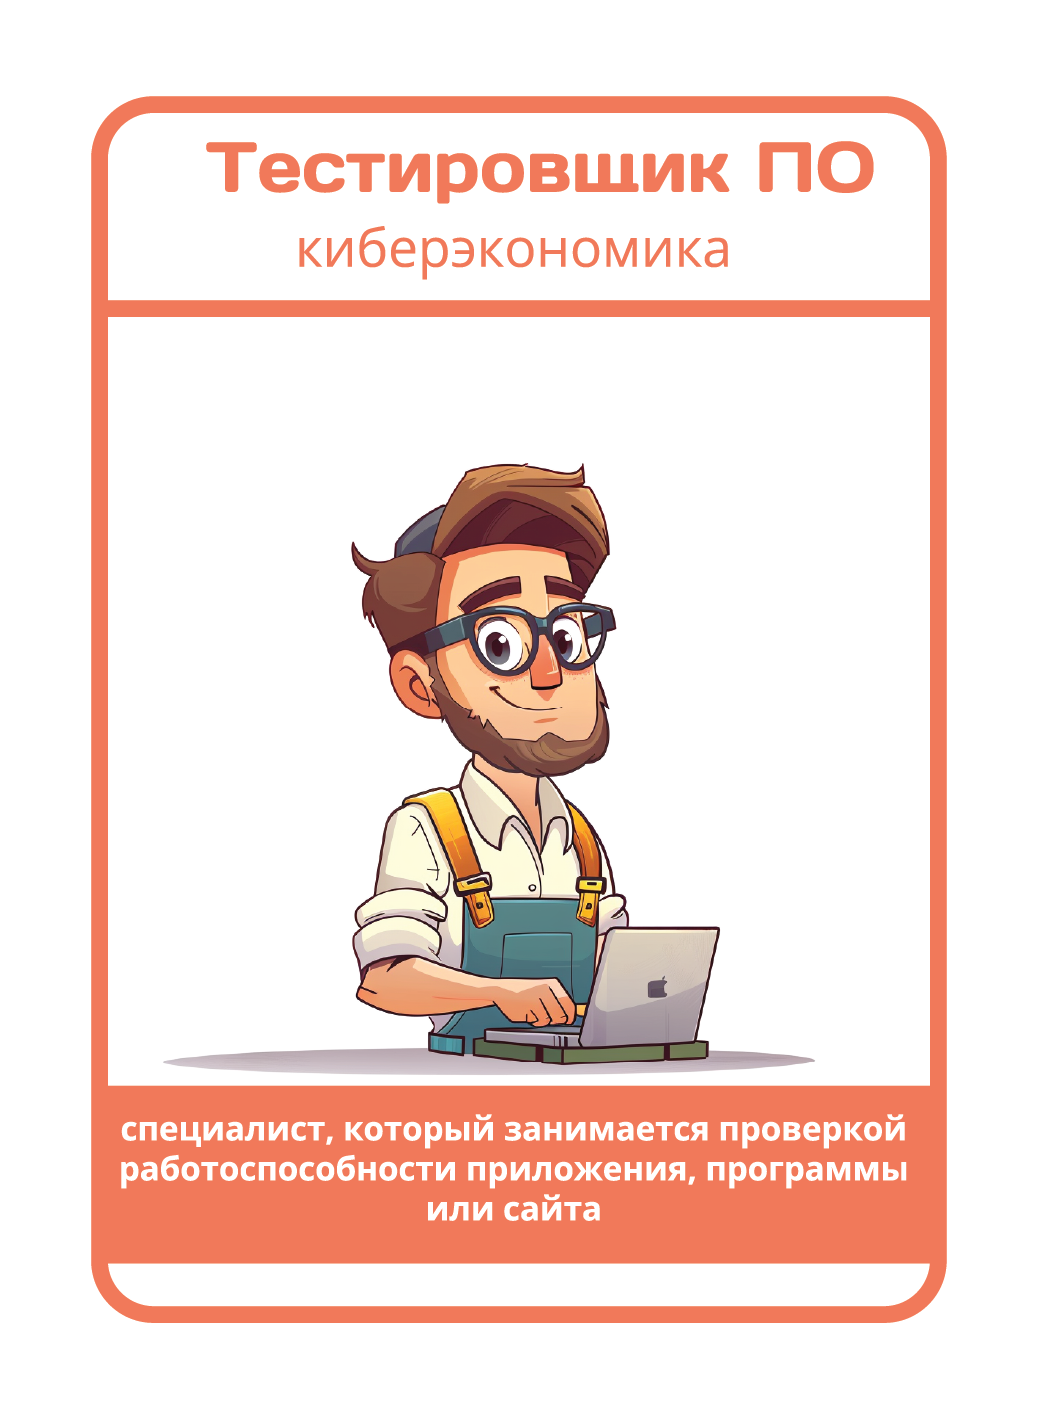 Тестировщик ПО
киберэкономика
специалист, который занимается проверкой
работоспособности приложения, программы
или сайта